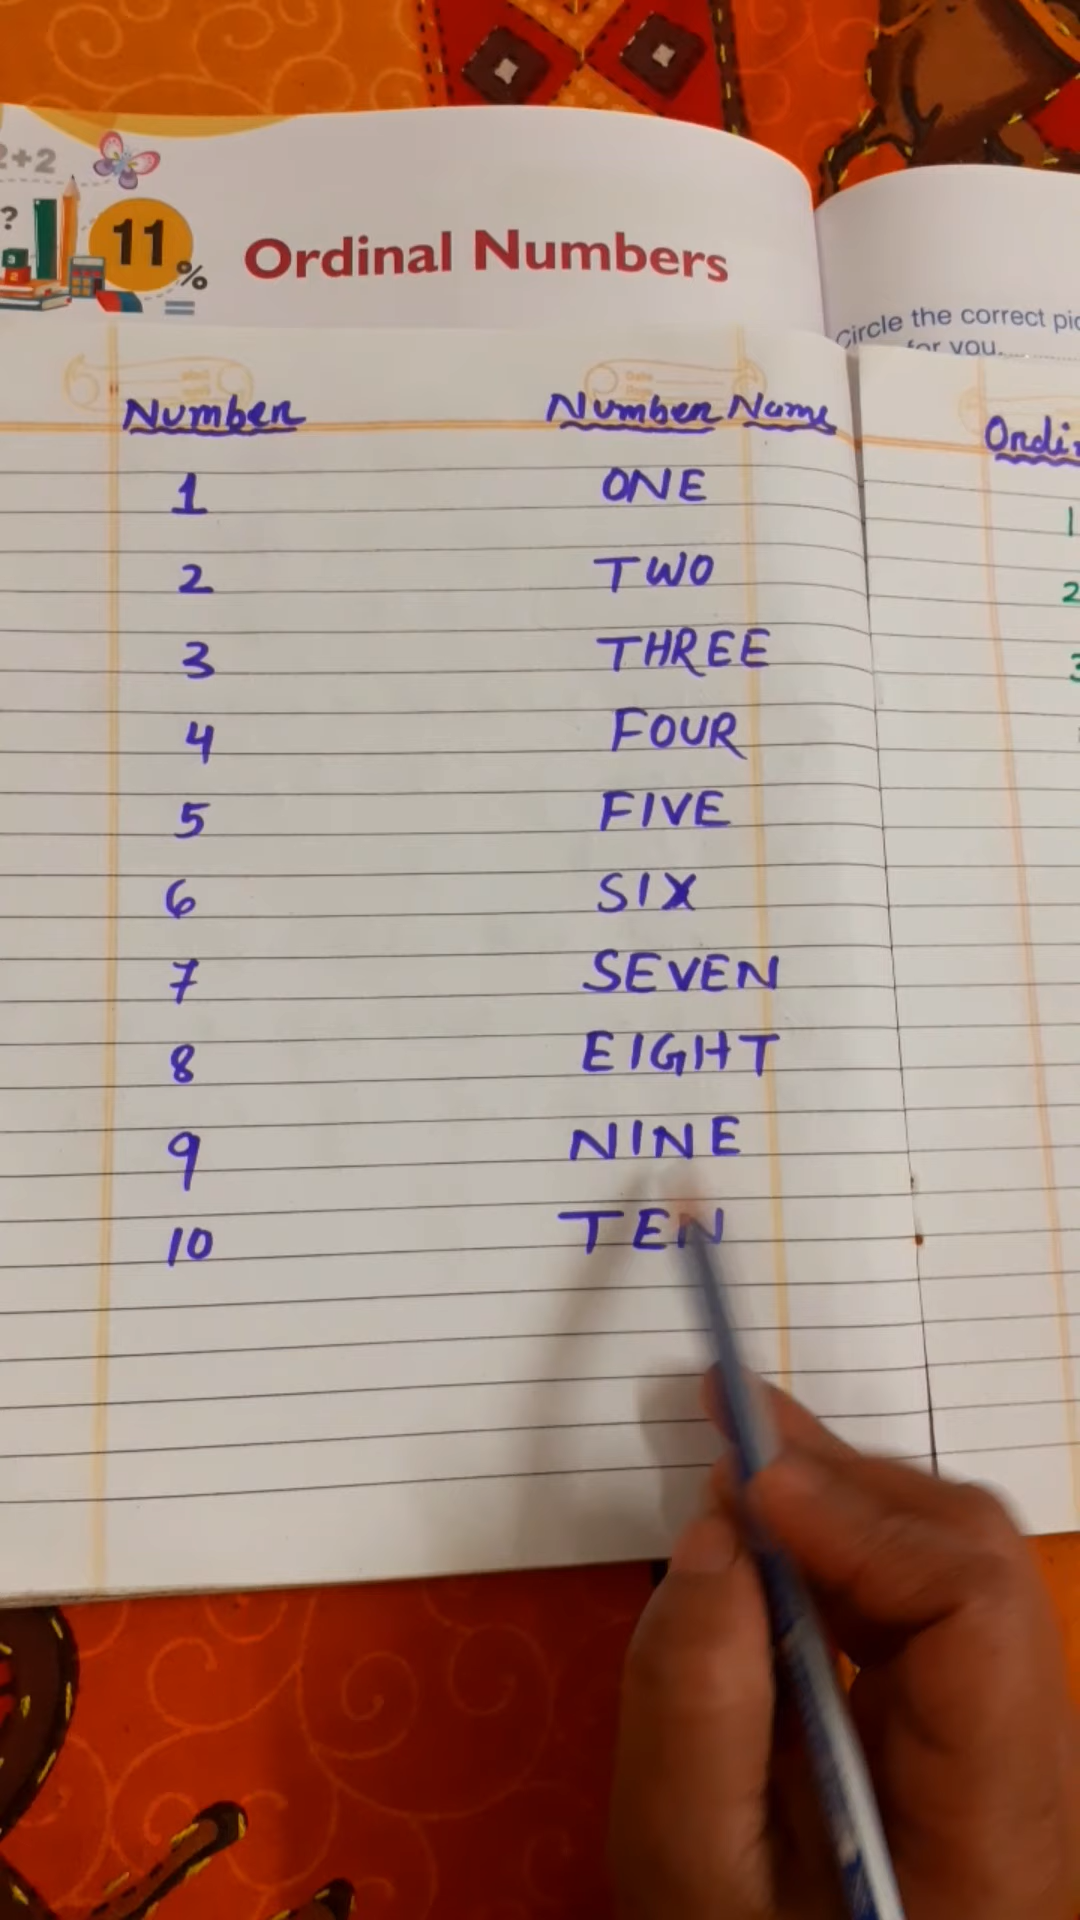 2+2
?
11
%
=
Ordinal Numbers
Circle the correct
for you.
Number Number Name
1 ONE
2 TWO
3 THREE
4 FOUR
5 FIVE
6 SIX
7 SEVEN
8 EIGHT
9 NINE
10 TEN
1
2
3